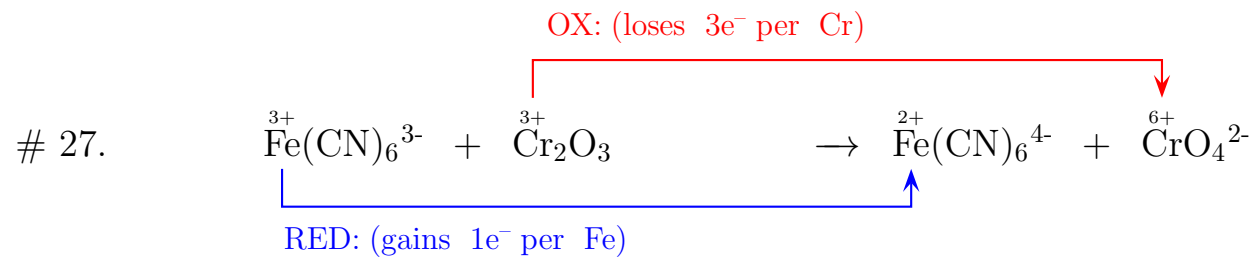 OX: (loses 3e⁻ per Cr)
3+ 3+ 2+ 6+
# 27. Fe(CN)₆³⁻ + Cr₂O₃ ⟶ Fe(CN)₆⁴⁻ + CrO₄²⁻
RED: (gains 1e⁻ per Fe)